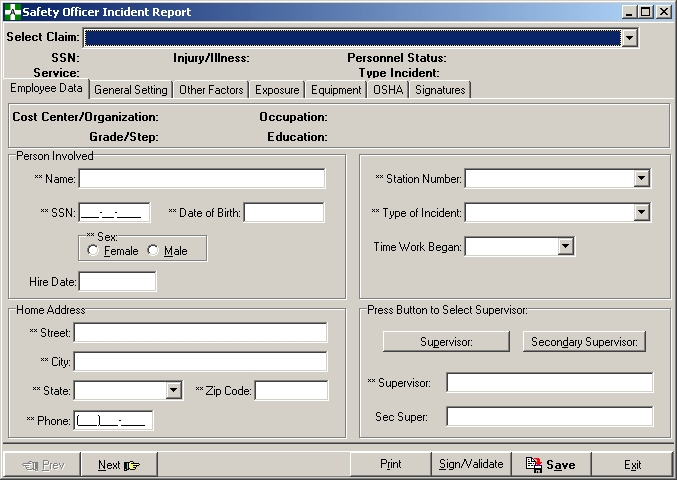 Safety Officer Incident Report
Select Claim:
SSN: Injury/Illness: Personnel Status:
Service: Type Incident:
Employee Data General Setting Other Factors Exposure Equipment OSHA Signatures
Cost Center/Organization: Occupation:
Grade/Step: Education:
Person Involved
** Name:
** SSN: ___-__-____ ** Date of Birth:
** Sex:
Female Male
Hire Date:
** Station Number:
** Type of Incident:
Time Work Began:
Home Address
** Street:
** City:
** State: ** Zip Code:
** Phone: (___)___-____
Press Button to Select Supervisor:
Supervisor: Secondary Supervisor:
** Supervisor:
Sec Super:
Prev Next Print Sign/Validate Save Exit